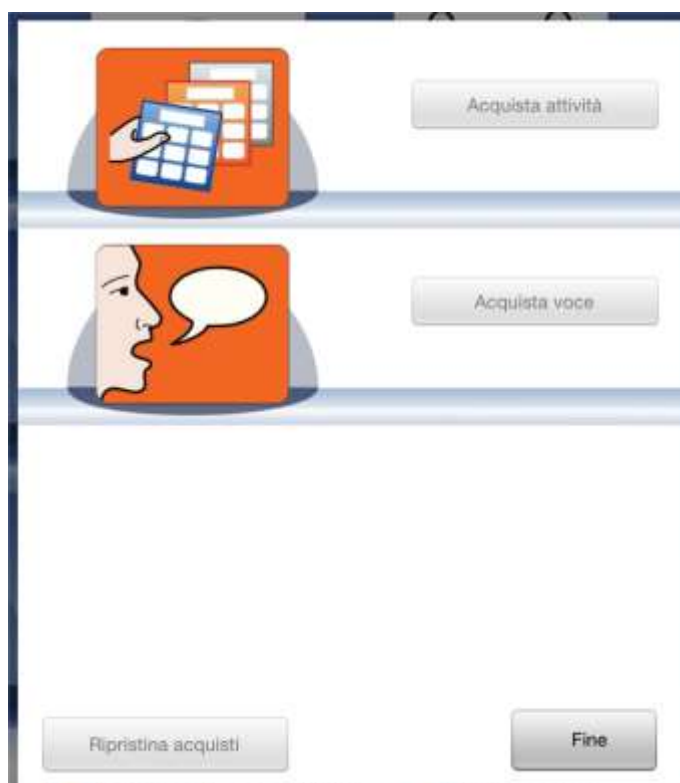 Acquista attività
Acquista voce
Ripristina acquisti
Fine